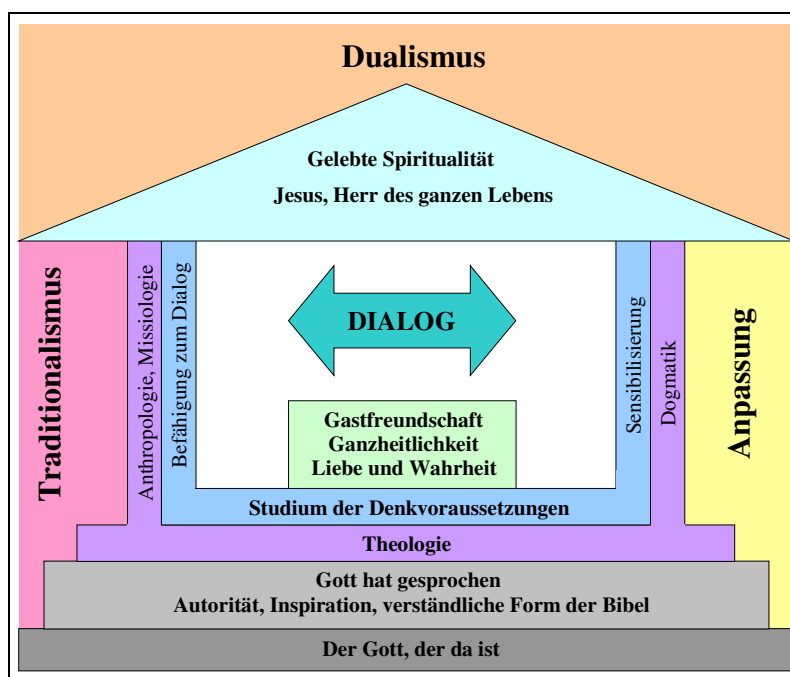 Dualismus
Gelebte Spiritualität
Jesus, Herr des ganzen Lebens
Traditionalismus
Anthropologie, Missiologie
Befähigung zum Dialog
DIALOG
Sensibilisierung
Dogmatik
Anpassung
Gastfreundschaft
Ganzheitlichkeit
Liebe und Wahrheit
Studium der Denkvoraussetzungen
Theologie
Gott hat gesprochen
Autorität, Inspiration, verständliche Form der Bibel
Der Gott, der da ist